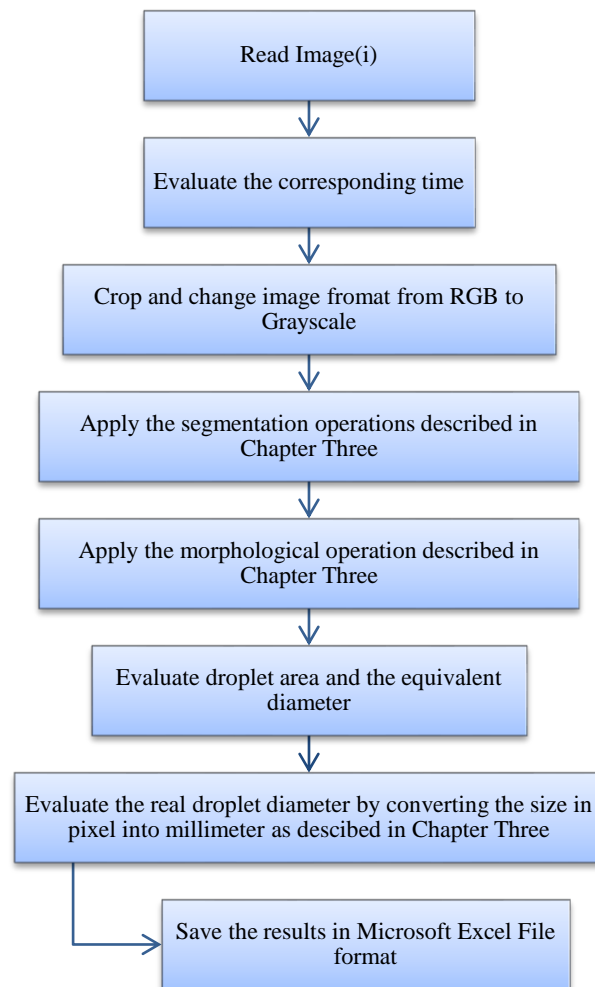 Read Image(i)
Evaluate the corresponding time
Crop and change image fromat from RGB to
Grayscale
Apply the segmentation operations described in
Chapter Three
Apply the morphological operation described in
Chapter Three
Evaluate droplet area and the equivalent
diameter
Evaluate the real droplet diameter by converting the size in
pixel into millimeter as descibed in Chapter Three
Save the results in Microsoft Excel File
format